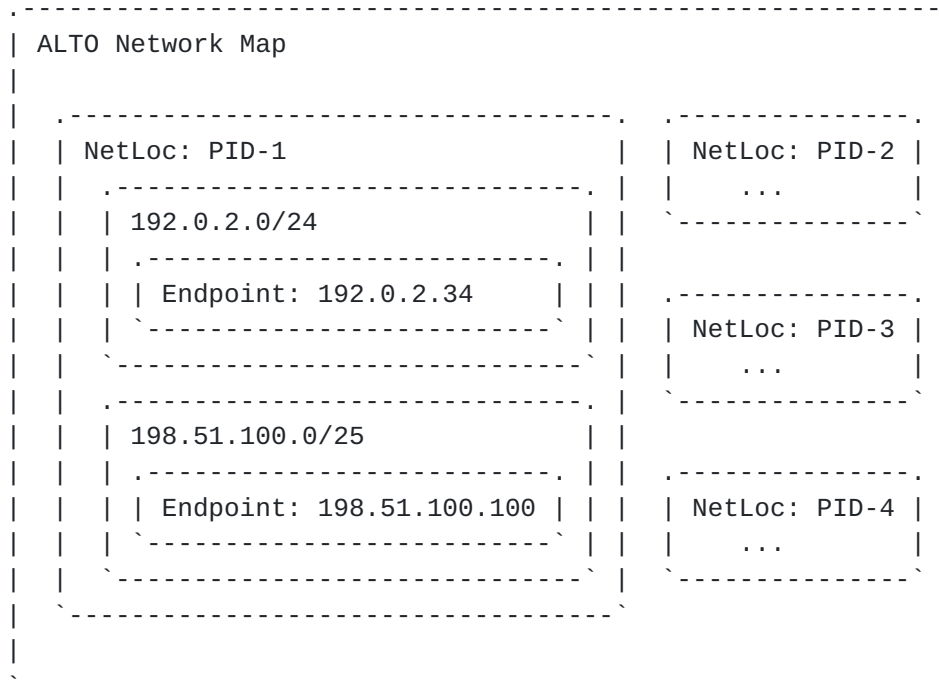 ALTO Network Map
NetLoc: PID-1
NetLoc: PID-2
...
192.0.2.0/24
Endpoint: 192.0.2.34
NetLoc: PID-3
...
198.51.100.0/25
Endpoint: 198.51.100.100
NetLoc: PID-4
...